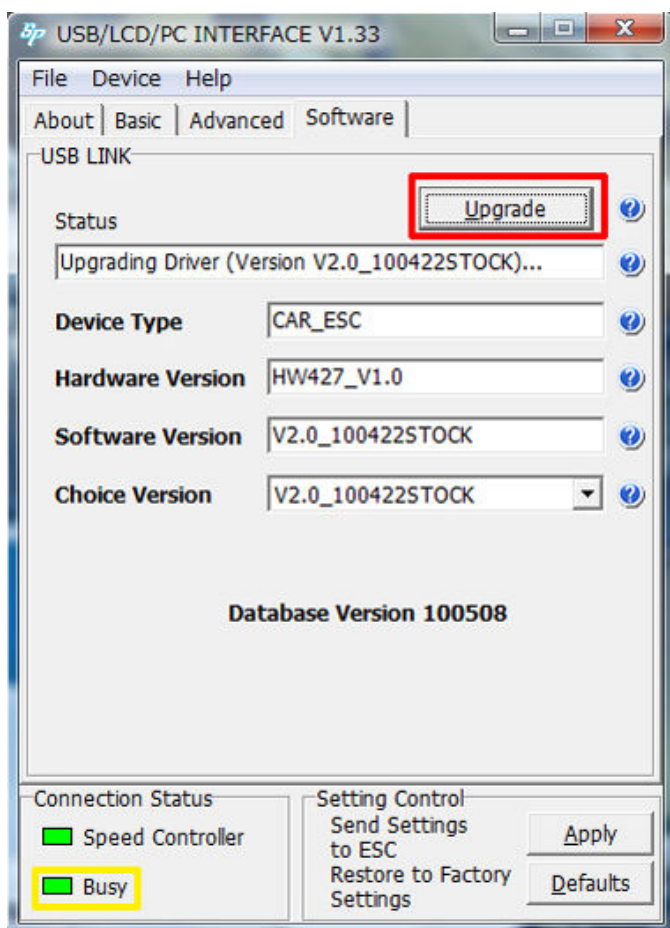 USB/LCD/PC INTERFACE V1.33
File Device Help
About Basic Advanced Software
USB LINK
Upgrade
Status
Upgrading Driver (Version V2.0_100422STOCK)...
Device Type CAR_ESC
Hardware Version HW427_V1.0
Software Version V2.0_100422STOCK
Choice Version V2.0_100422STOCK
Database Version 100508
Connection Status
Speed Controller
Busy
Setting Control
Send Settings
to ESC
Apply
Restore to Factory
Settings
Defaults